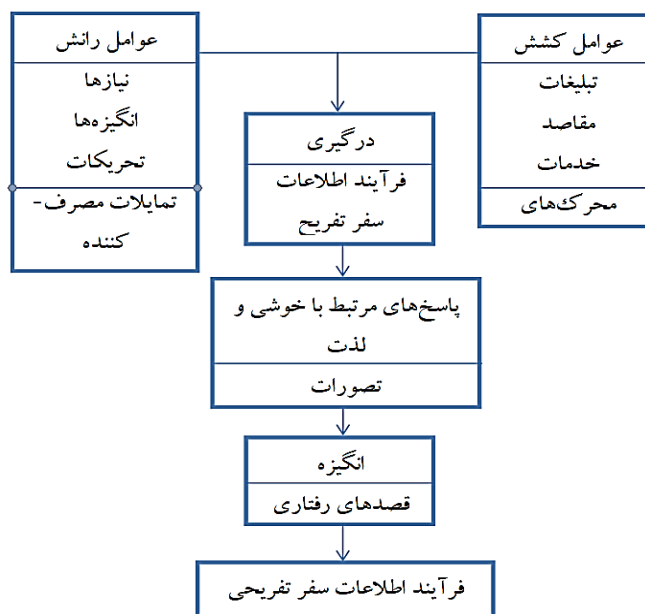 عوامل کشش
تبلیغات
مقاصد
خدمات
محرک‌های
عوامل رانش
نیازها
انگیزه‌ها
تحریکات
تمایلات مصرف-
کننده
درگیری
فرآیند اطلاعات
سفر تفریح
پاسخ‌های مرتبط با خوشی و
لذت
تصورات
انگیزه
قصدهای رفتاری
فرآیند اطلاعات سفر تفریحی